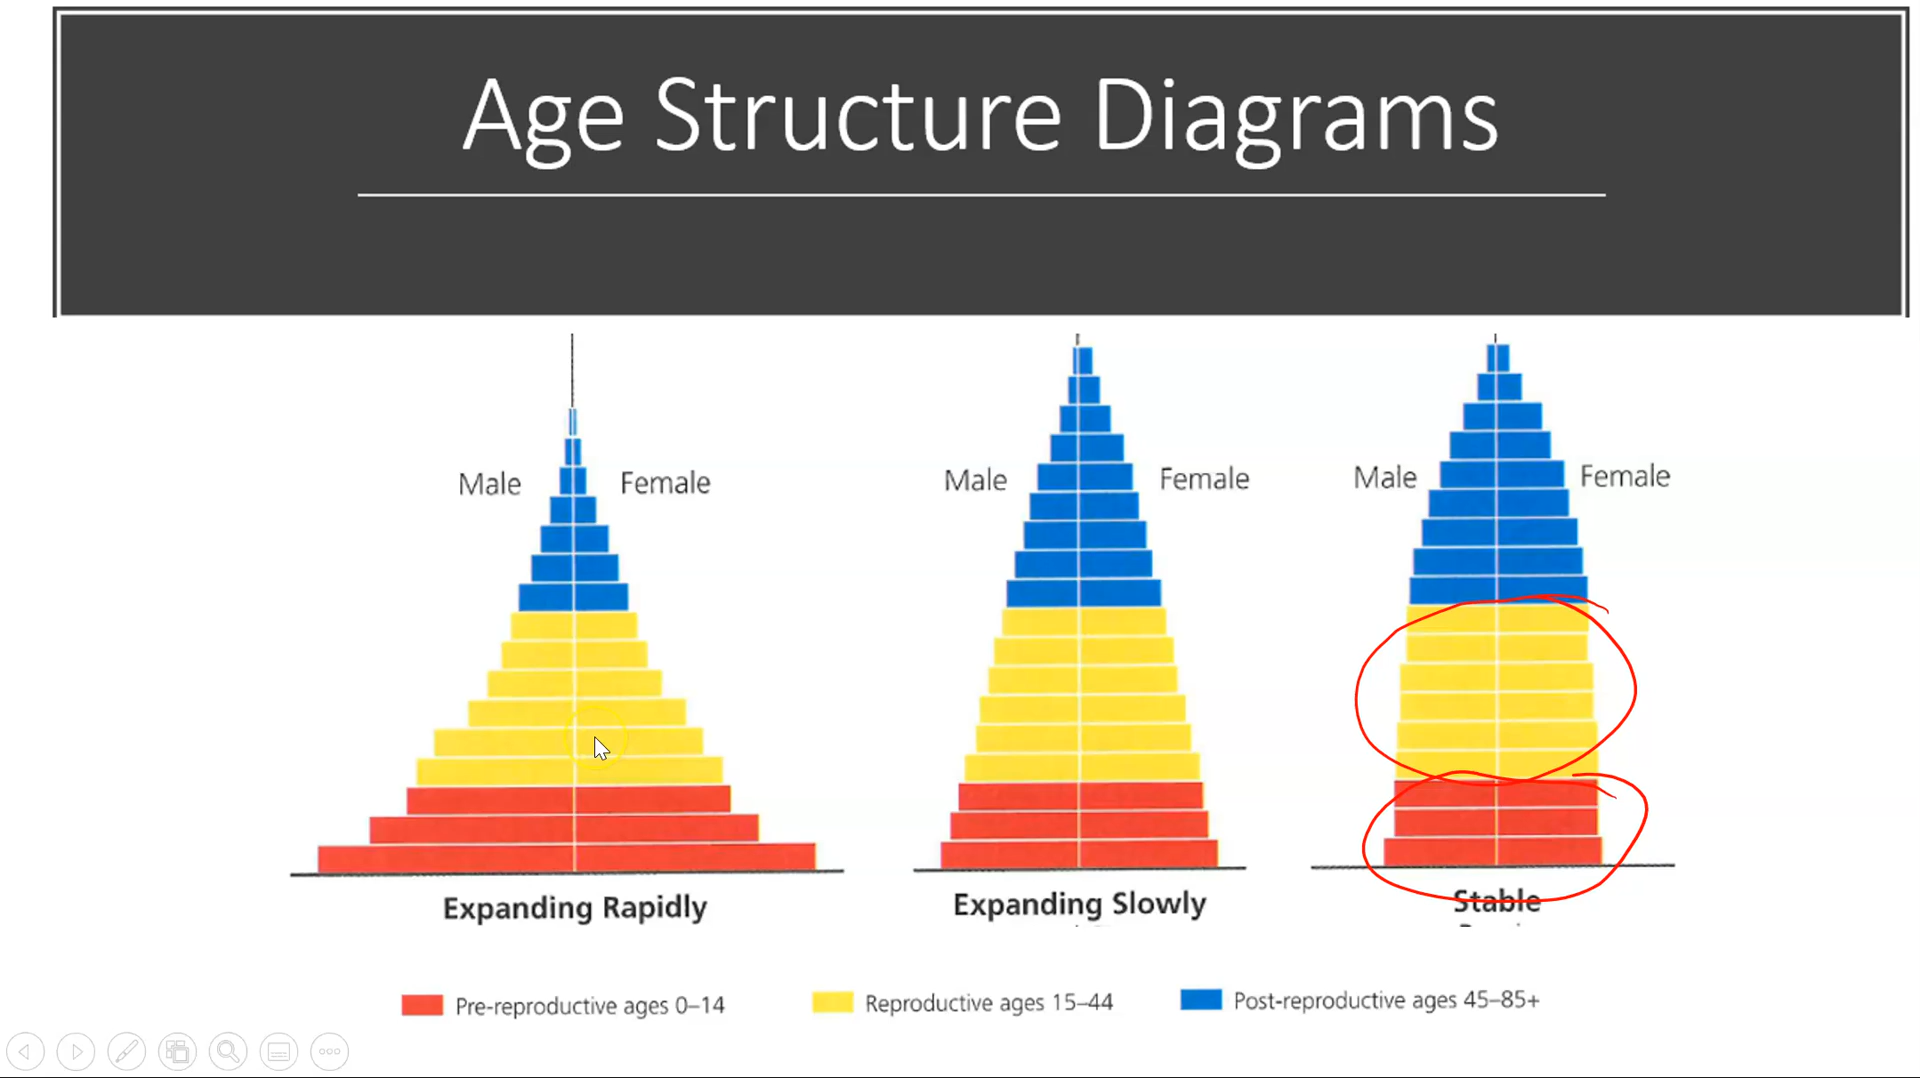 Age Structure Diagrams
Male
Female
Male
Female
Male
Female
Expanding Rapidly
Expanding Slowly
Stable
Pre-reproductive ages 0–14
Reproductive ages 15–44
Post-reproductive ages 45–85+